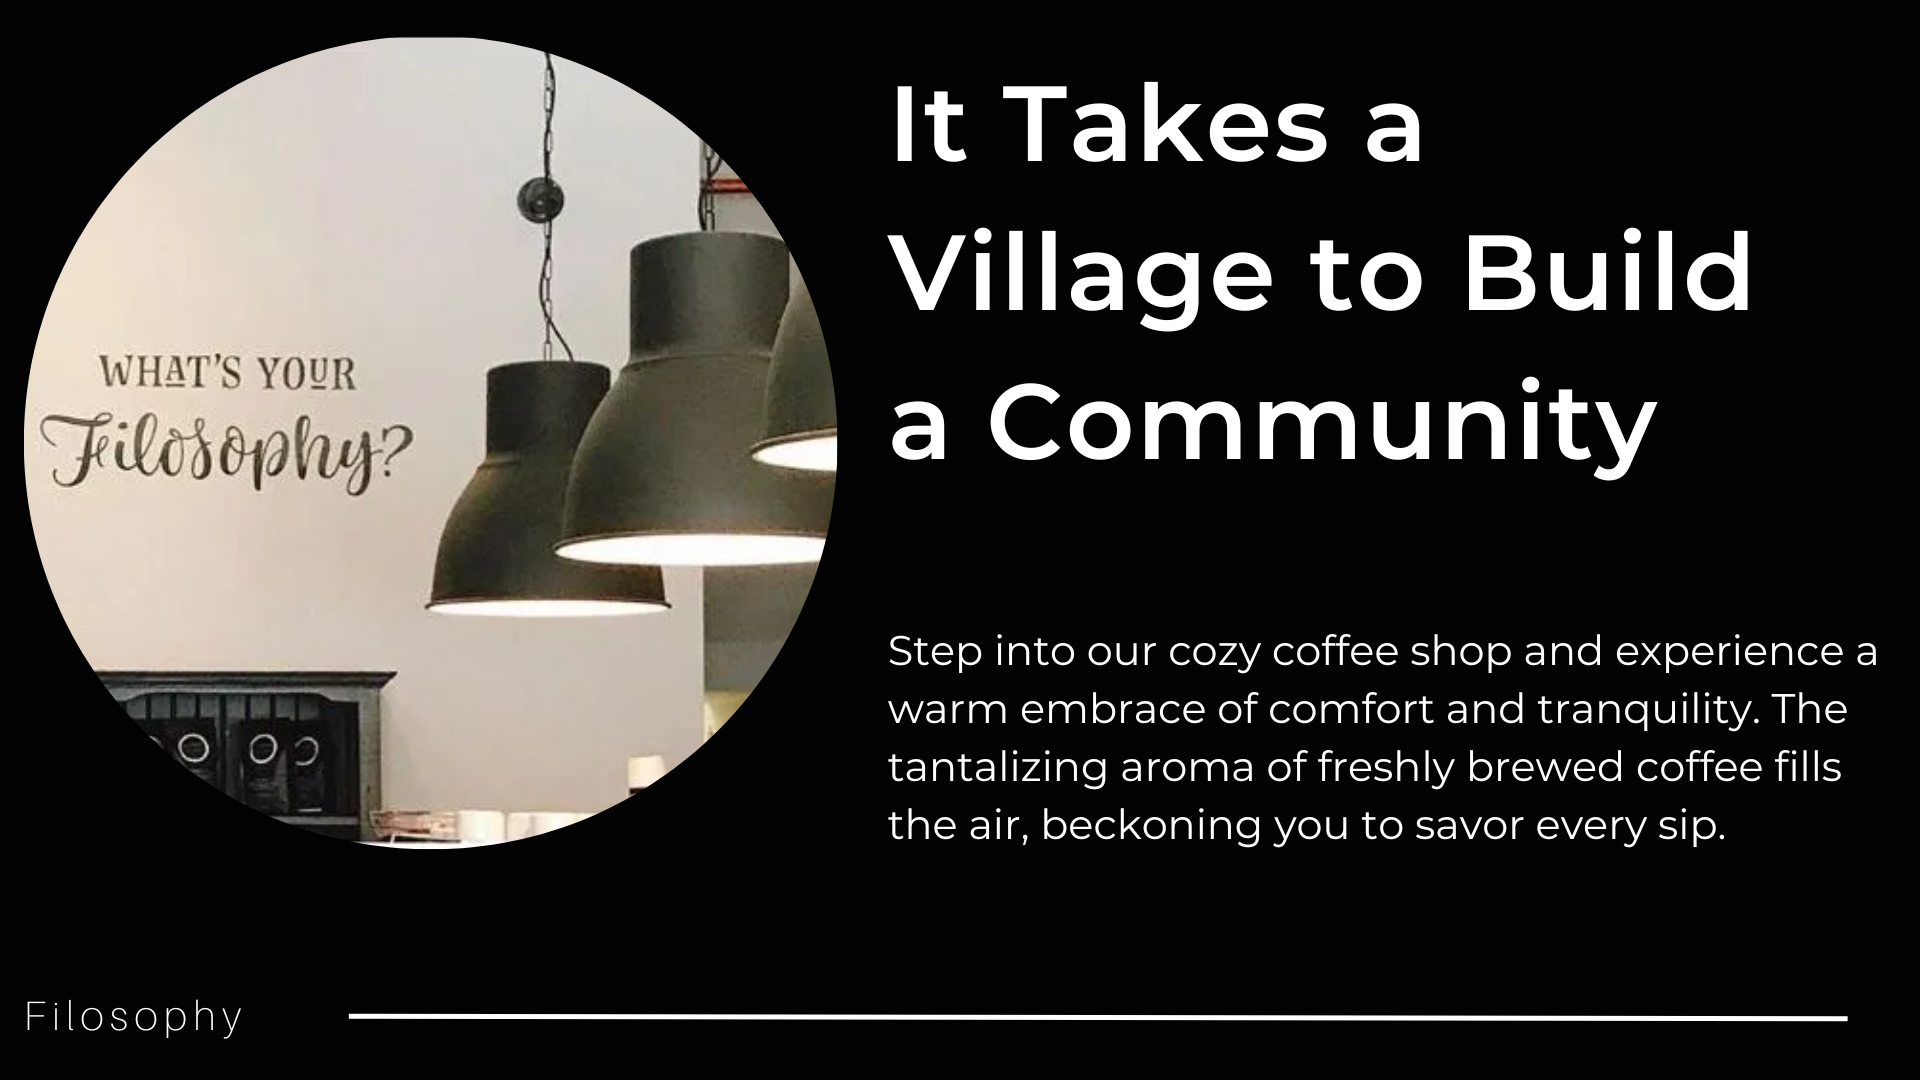 WHAT'S YOUR
Filosophy?
It Takes a
Village to Build
a Community
Step into our cozy coffee shop and experience a
warm embrace of comfort and tranquility. The
tantalizing aroma of freshly brewed coffee fills
the air, beckoning you to savor every sip.
Filosophy